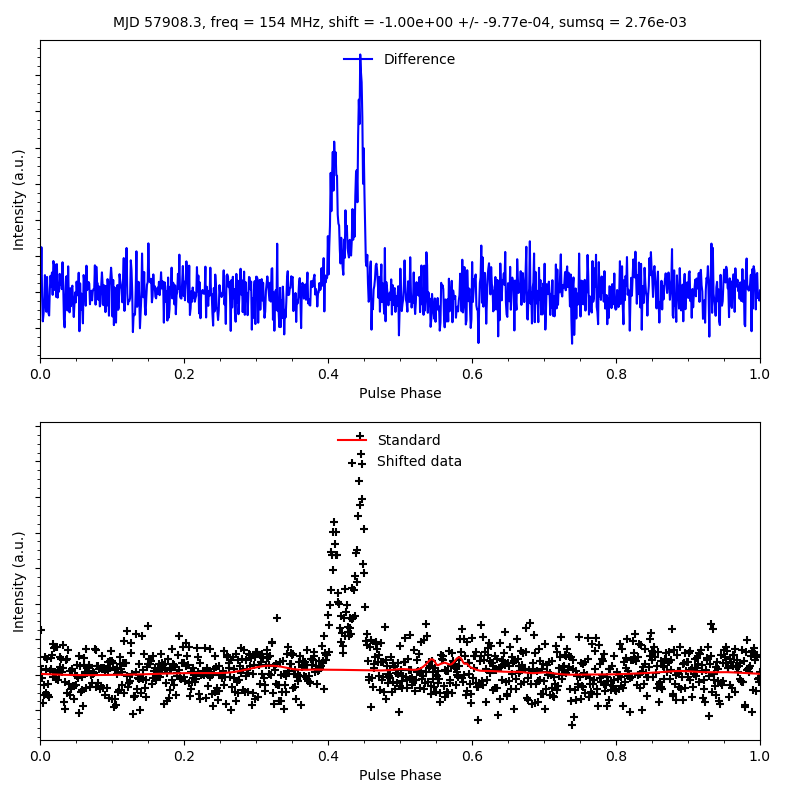 MJD 57908.3, freq = 154 MHz, shift = -1.00e+00 +/- -9.77e-04, sumsq = 2.76e-03
Difference
Intensity (a.u.)
0.0 0.2 0.4 0.6 0.8 1.0
Pulse Phase
Standard
Shifted data
Intensity (a.u.)
0.0 0.2 0.4 0.6 0.8 1.0
Pulse Phase